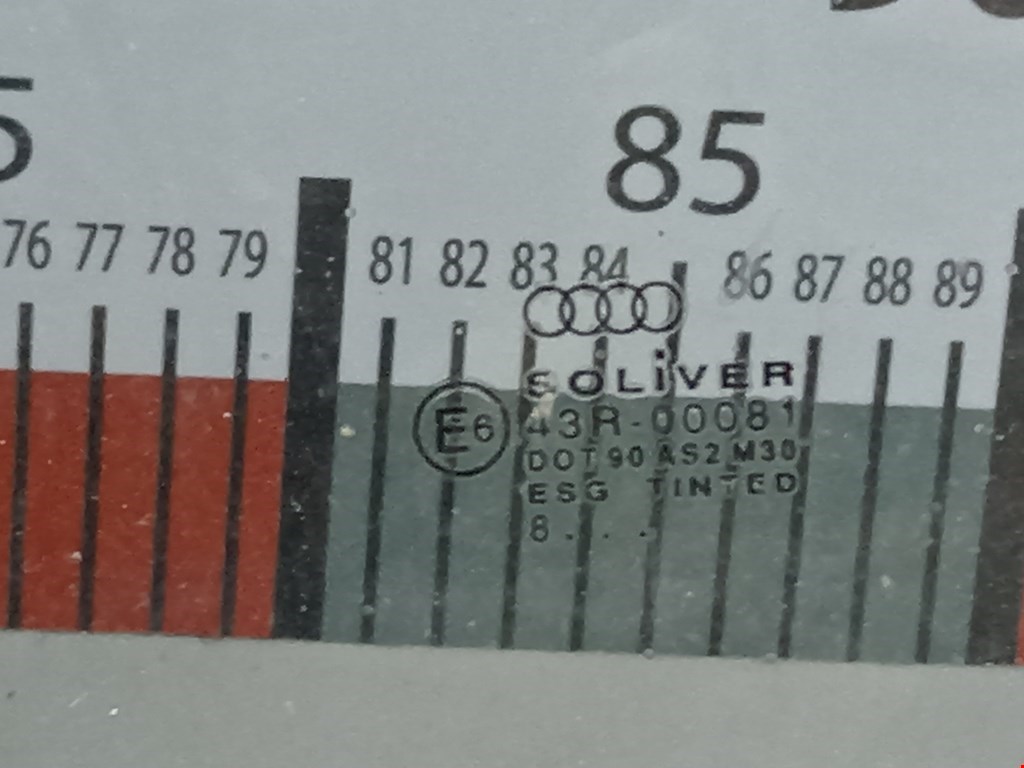 85
76 77 78 79 81 82 83 84 86 87 88 89
SOLIVER
E6 43R-00081
DOT 90 AS2 M30
ESG TINTED
8. . .